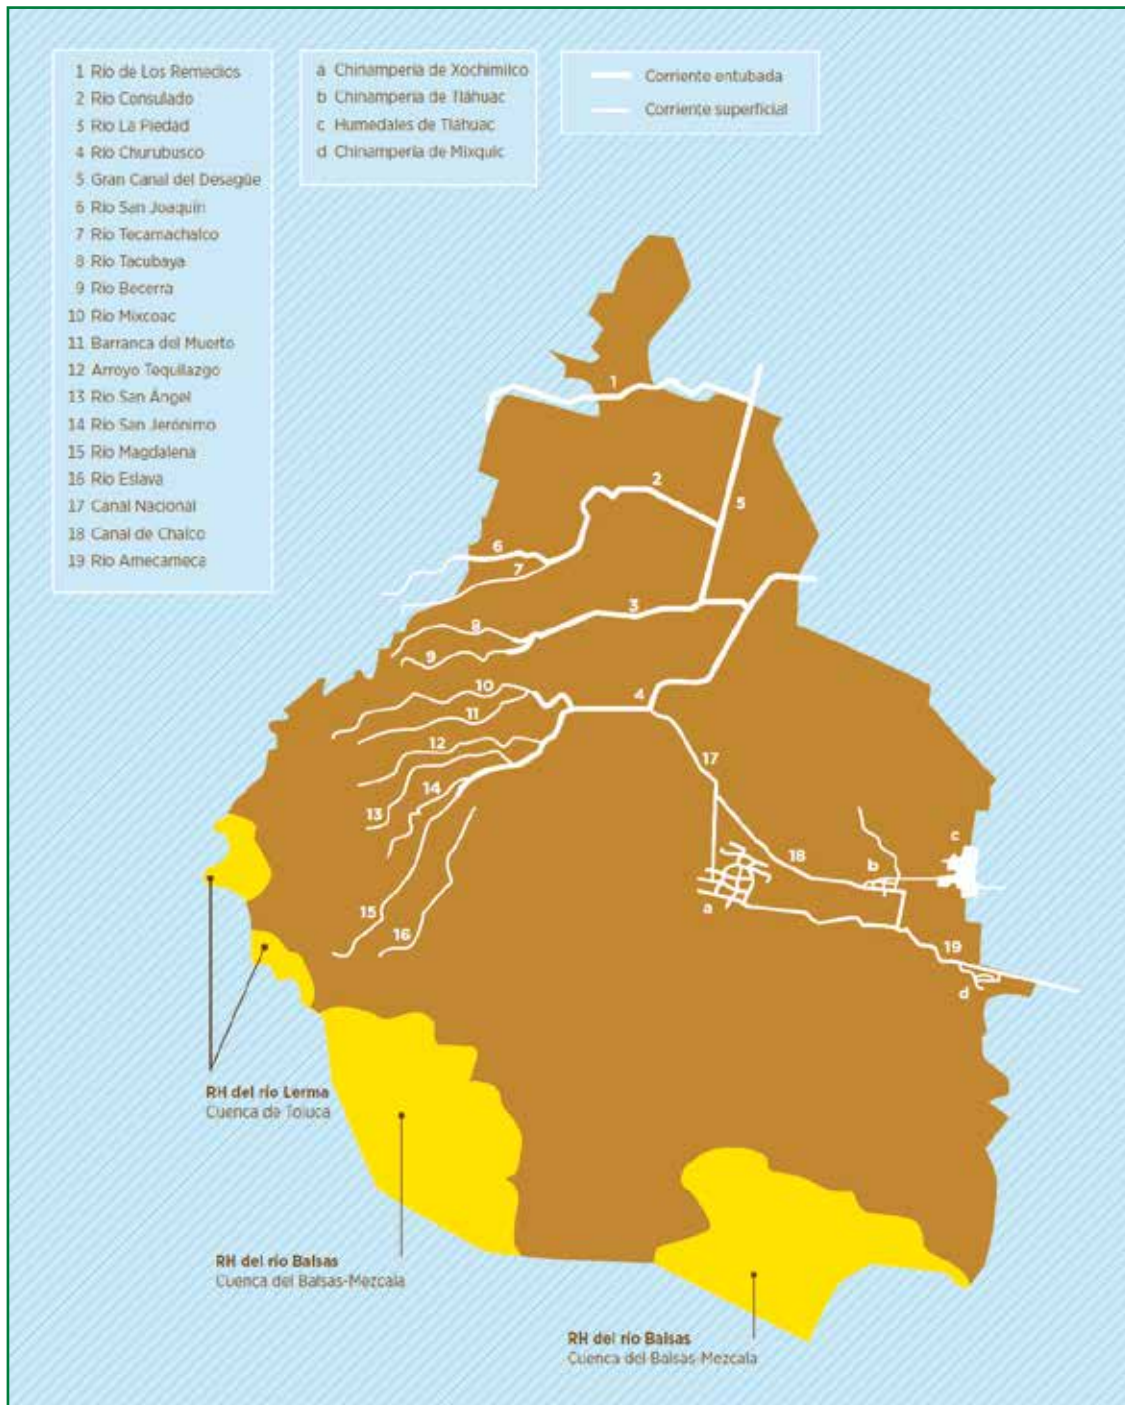 1 Río de Los Remedios
2 Río Consulado
3 Río La Piedad
4 Río Churubusco
5 Gran Canal del Desagüe
6 Río San Joaquín
7 Río Tecamachalco
8 Río Tacubaya
9 Río Becerra
10 Río Mixcoac
11 Barranca del Muerto
12 Arroyo Tequilazgo
13 Río San Ángel
14 Río San Jerónimo
15 Río Magdalena
16 Río Eslava
17 Canal Nacional
18 Canal de Chalco
19 Río Amecameca
a Chinampería de Xochimilco
b Chinampería de Tláhuac
c Humedales de Tláhuac
d Chinampería de Mixquic
Corriente entubada
Corriente superficial
1
2
5
6
7
3
8
9
10
4
11
12
17
14
13
c
18
b
15
a
16
19
d
RH del río Lerma
Cuenca de Toluca
RH del río Balsas
Cuenca del Balsas-Mezcala
RH del río Balsas
Cuenca del Balsas-Mezcala